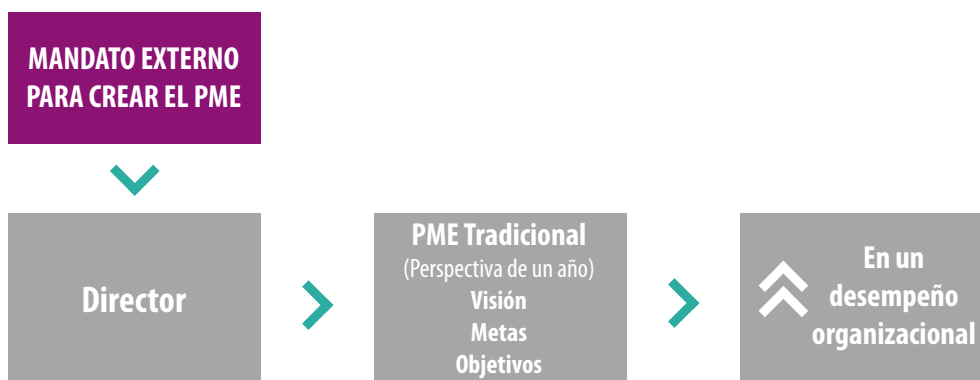 MANDATO EXTERNO
PARA CREAR EL PME
Director
PME Tradicional
(Perspectiva de un año)
Visión
Metas
Objetivos
En un
desempeño
organizacional